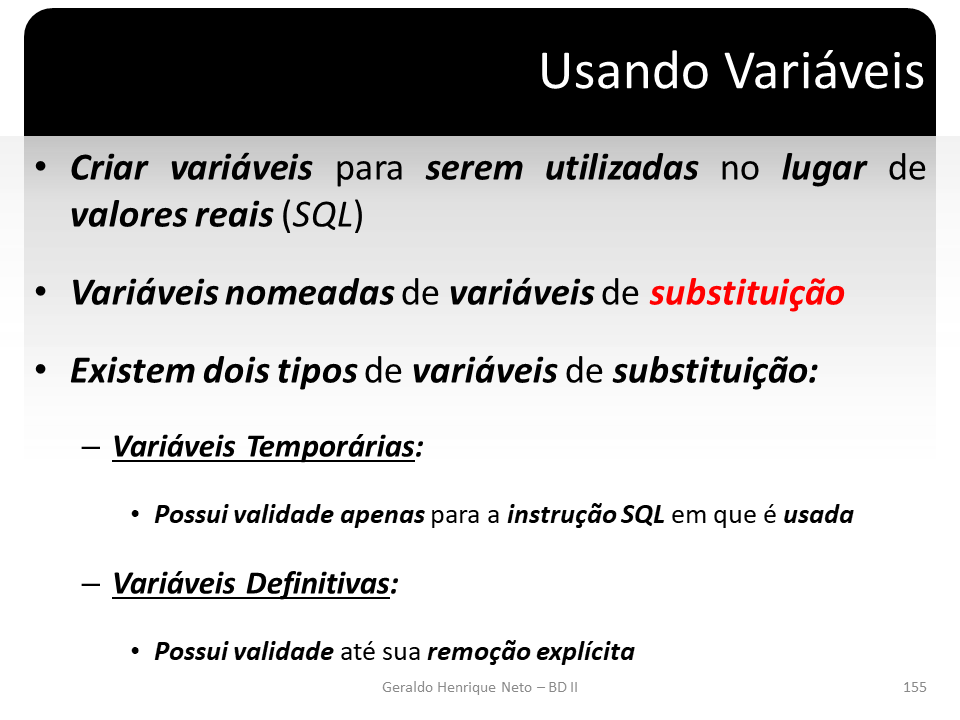 Usando Variáveis
• Criar variáveis para serem utilizadas no lugar de
valores reais (SQL)
• Variáveis nomeadas de variáveis de substituição
• Existem dois tipos de variáveis de substituição:
– Variáveis Temporárias:
• Possui validade apenas para a instrução SQL em que é usada
– Variáveis Definitivas:
• Possui validade até sua remoção explícita
Geraldo Henrique Neto – BD II
155